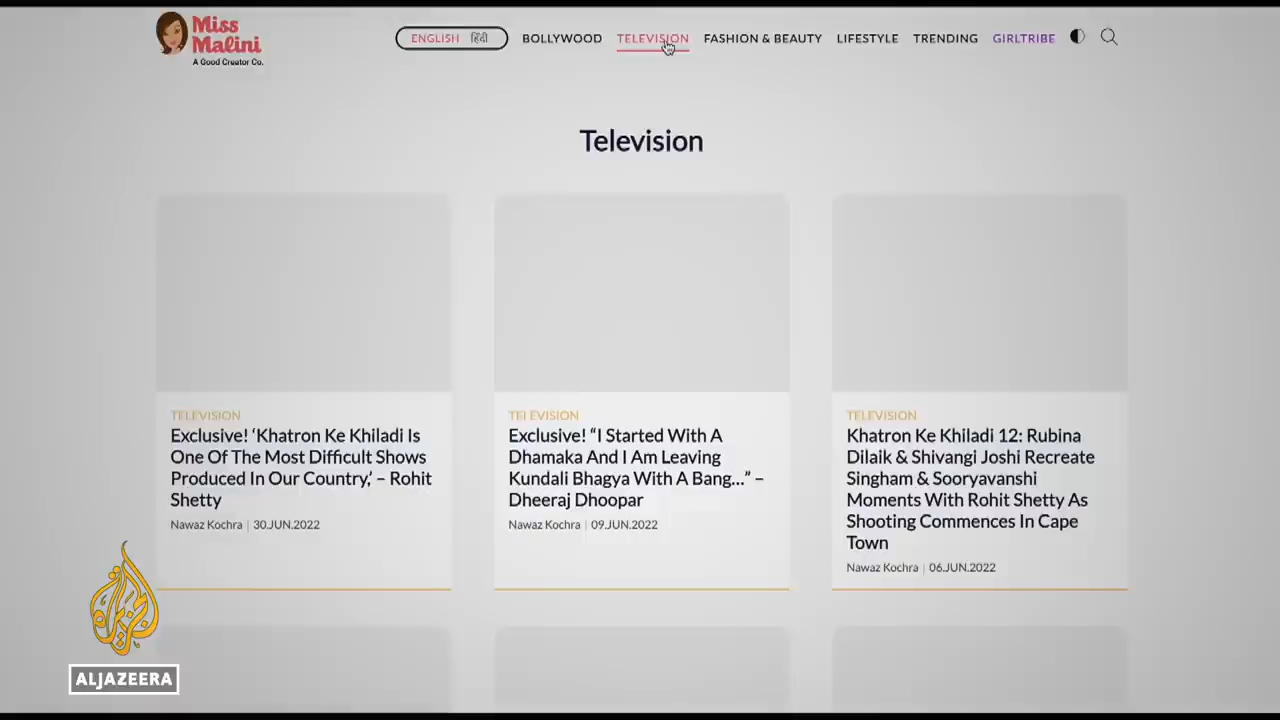 Miss
Malini
A Good Creator Co.
ENGLISH हिंदी BOLLYWOOD TELEVISION FASHION & BEAUTY LIFESTYLE TRENDING GIRLTRIBE
Television
TELEVISION
Exclusive! ‘Khatron Ke Khiladi Is
One Of The Most Difficult Shows
Produced In Our Country,’ – Rohit
Shetty
Nawaz Kochra | 30.JUN.2022
TELEVISION
Exclusive! “I Started With A
Dhamaka And I Am Leaving
Kundali Bhagya With A Bang…” –
Dheeraj Dhoopar
Nawaz Kochra | 09.JUN.2022
TELEVISION
Khatron Ke Khiladi 12: Rubina
Dilaik & Shivangi Joshi Recreate
Singham & Sooryavanshi
Moments With Rohit Shetty As
Shooting Commences In Cape
Town
Nawaz Kochra | 06.JUN.2022
الجزيرة
ALJAZEERA